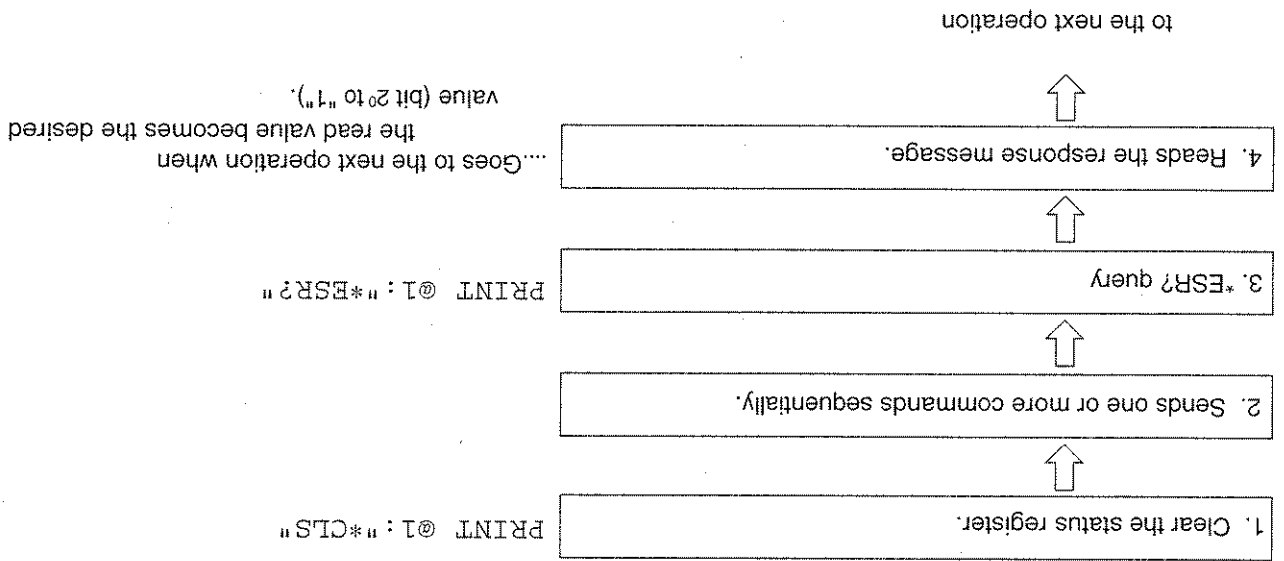 1. Clear the status register.
PRINT @1:"*CLS"
2. Sends one or more commands sequentially.
3. *ESR? query
PRINT @1:"*ESR?"
4. Reads the response message.
....Goes to the next operation when
the read value becomes the desired
value (bit 2⁰ to "1").
to the next operation